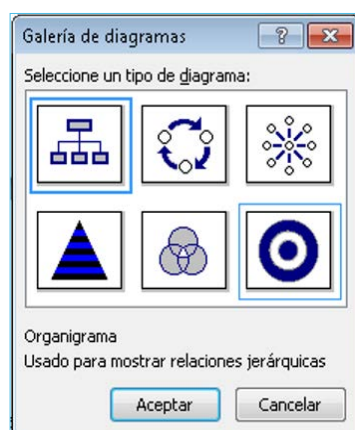 Galería de diagramas
Seleccione un tipo de diagrama:
Organigrama
Usado para mostrar relaciones jerárquicas
Aceptar Cancelar